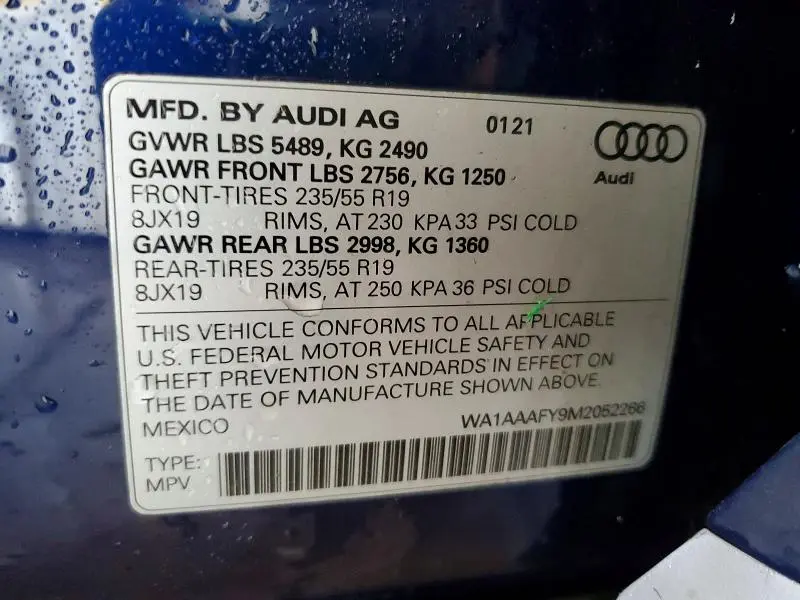 MFD. BY AUDI AG 0121
GVWR LBS 5489, KG 2490
Audi
GAWR FRONT LBS 2756, KG 1250
FRONT-TIRES 235/55 R19
8JX19 RIMS, AT 230 KPA 33 PSI COLD
GAWR REAR LBS 2998, KG 1360
REAR-TIRES 235/55 R19
8JX19 RIMS, AT 250 KPA 36 PSI COLD
THIS VEHICLE CONFORMS TO ALL APPLICABLE
U.S. FEDERAL MOTOR VEHICLE SAFETY AND
THEFT PREVENTION STANDARDS IN EFFECT ON
THE DATE OF MANUFACTURE SHOWN ABOVE.
MEXICO WA1AAAFY9M2052266
TYPE:
MPV